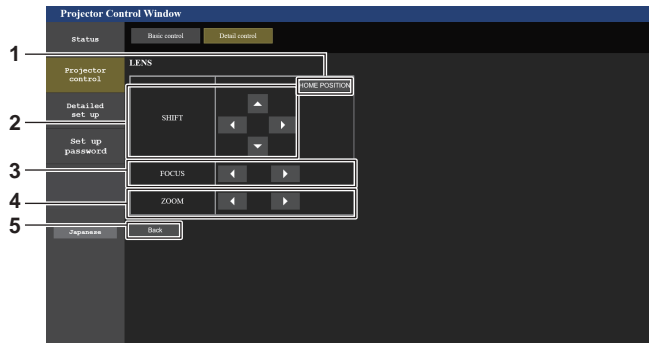 Projector Control Window
Status
Basic control
Detail control
1
LENS
Projector
control
HOME POSITION
Detailed
set up
2
SHIFT
Set up
password
3
FOCUS
4
ZOOM
5
Japanese
Back